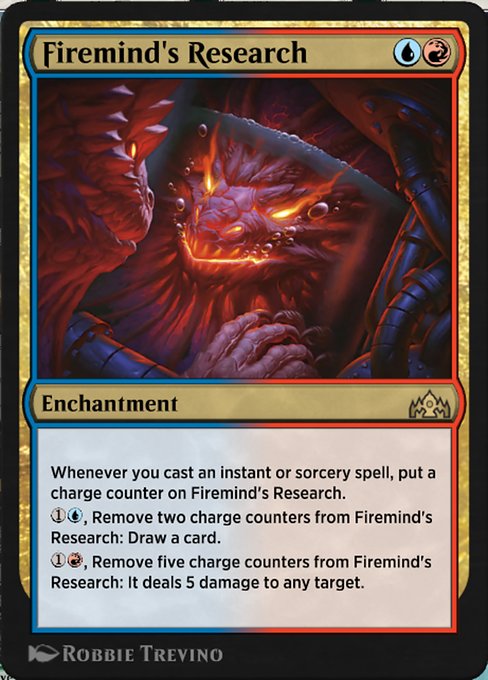 Firemind's Research
Enchantment
Whenever you cast an instant or sorcery spell, put a
charge counter on Firemind's Research.
1, Remove two charge counters from Firemind's
Research: Draw a card.
1, Remove five charge counters from Firemind's
Research: It deals 5 damage to any target.
ROBBIE TREVINO